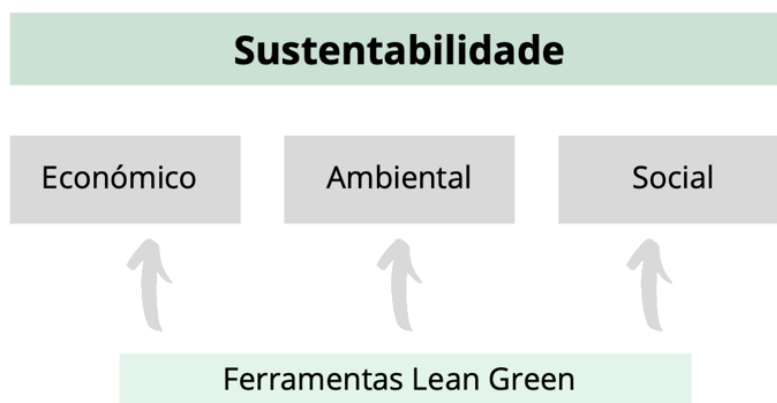 Sustentabilidade
Económico
Ambiental
Social
Ferramentas Lean Green